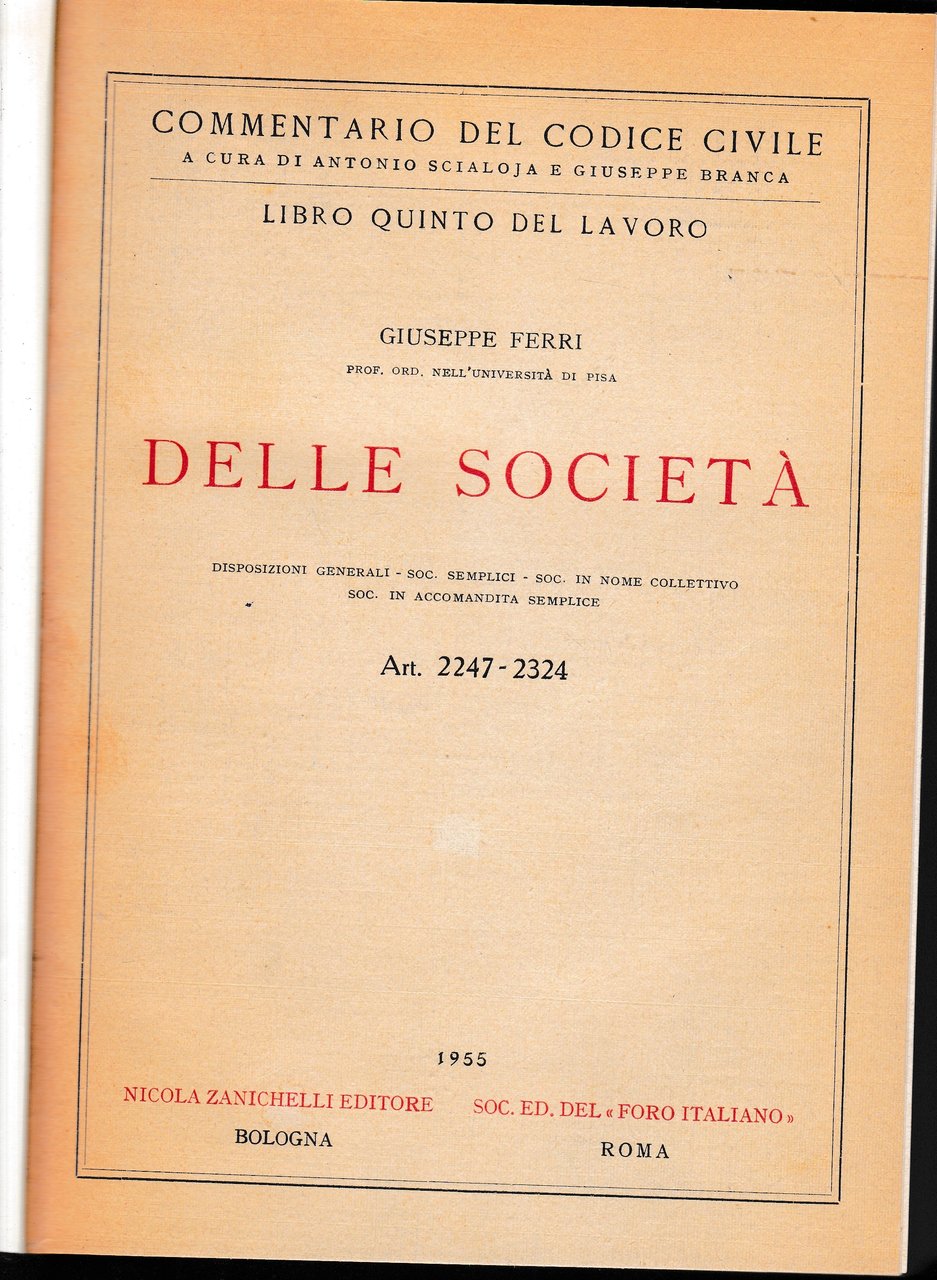 COMMENTARIO DEL CODICE CIVILE
A CURA DI ANTONIO SCIALOJA E GIUSEPPE BRANCA
LIBRO QUINTO DEL LAVORO
GIUSEPPE FERRI
PROF. ORD. NELL'UNIVERSITÀ DI PISA
DELLE SOCIETÀ
DISPOSIZIONI GENERALI - SOC. SEMPLICI - SOC. IN NOME COLLETTIVO
SOC. IN ACCOMANDITA SEMPLICE
Art. 2247-2324
1955
NICOLA ZANICHELLI EDITORE
BOLOGNA
SOC. ED. DEL « FORO ITALIANO »
ROMA